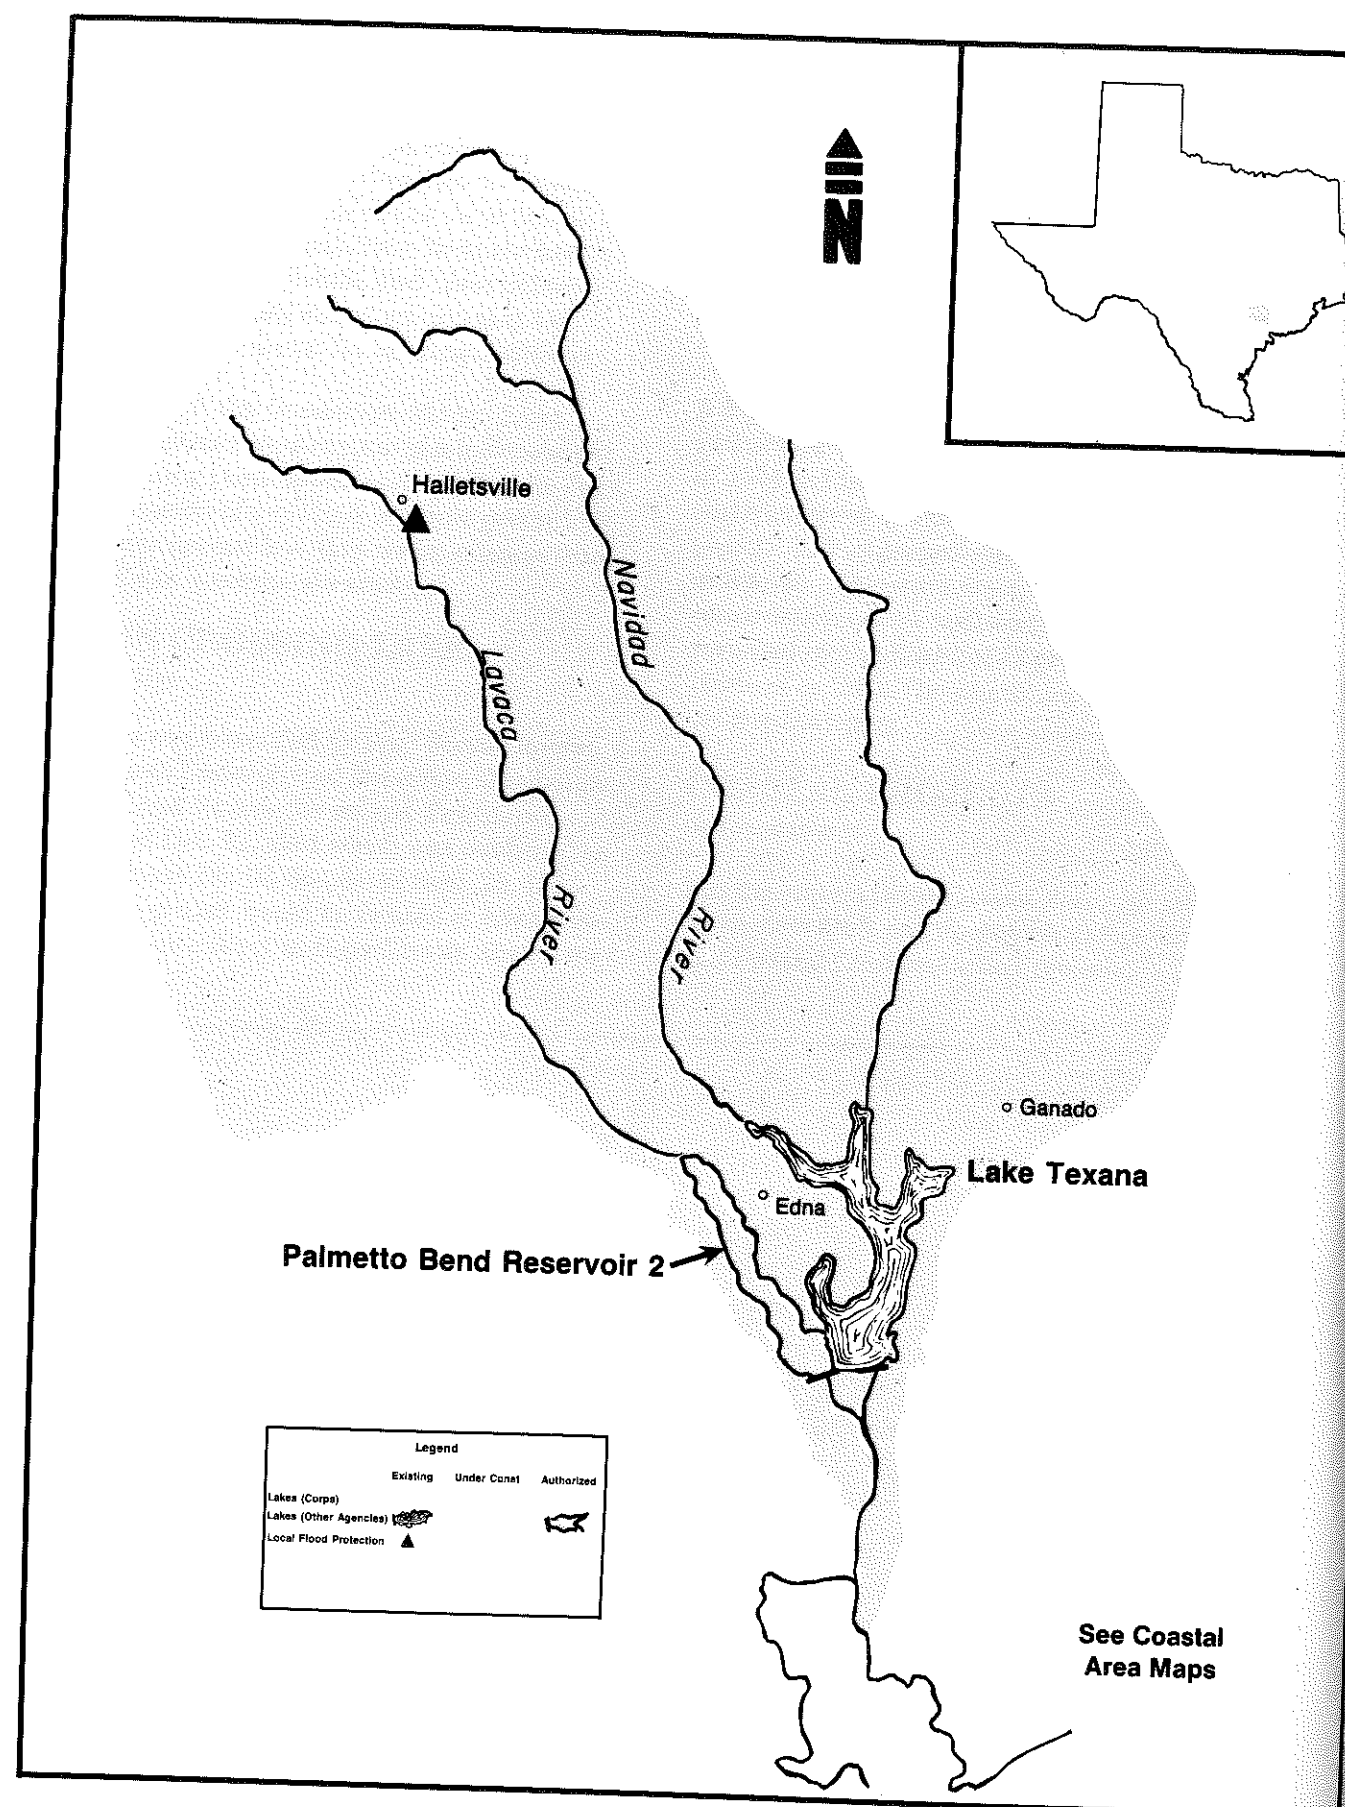 N
Halletsville
Navidad
Lavaca
River
River
Ganado
Lake Texana
Edna
Palmetto Bend Reservoir 2
Legend
Existing Under Const Authorized
Lakes (Corps)
Lakes (Other Agencies)
Local Flood Protection
See Coastal
Area Maps